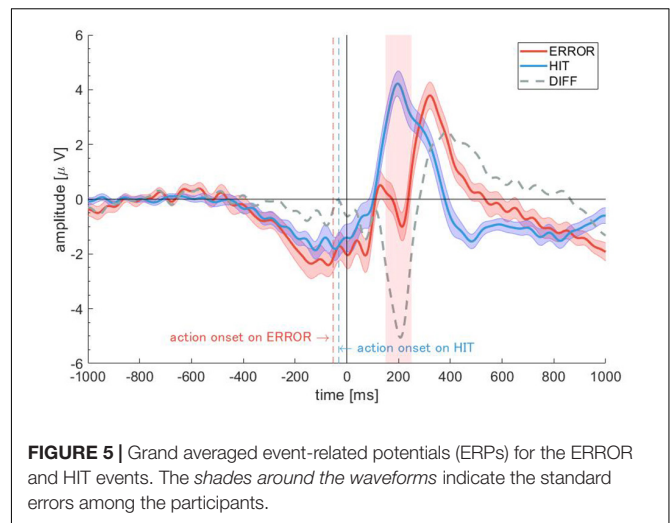 6
4
2
0
-2
-4
-6
amplitude [μ V]
ERROR
HIT
DIFF
action onset on ERROR →
← action onset on HIT
-1000 -800 -600 -400 -200 0 200 400 600 800 1000
time [ms]
FIGURE 5 | Grand averaged event-related potentials (ERPs) for the ERROR
and HIT events. The shades around the waveforms indicate the standard
errors among the participants.